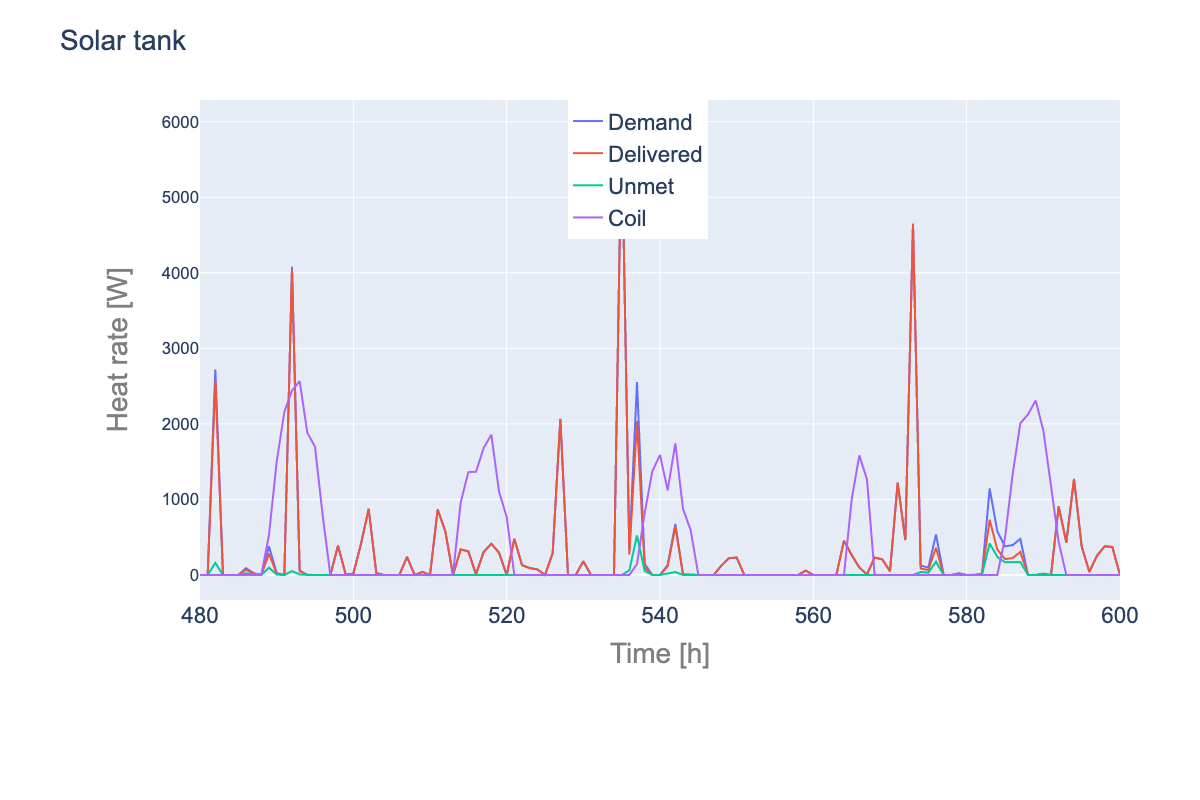 Solar tank
Demand
Delivered
Unmet
Coil
6000
5000
4000
3000
2000
1000
0
Heat rate [W]
480 500 520 540 560 580 600
Time [h]